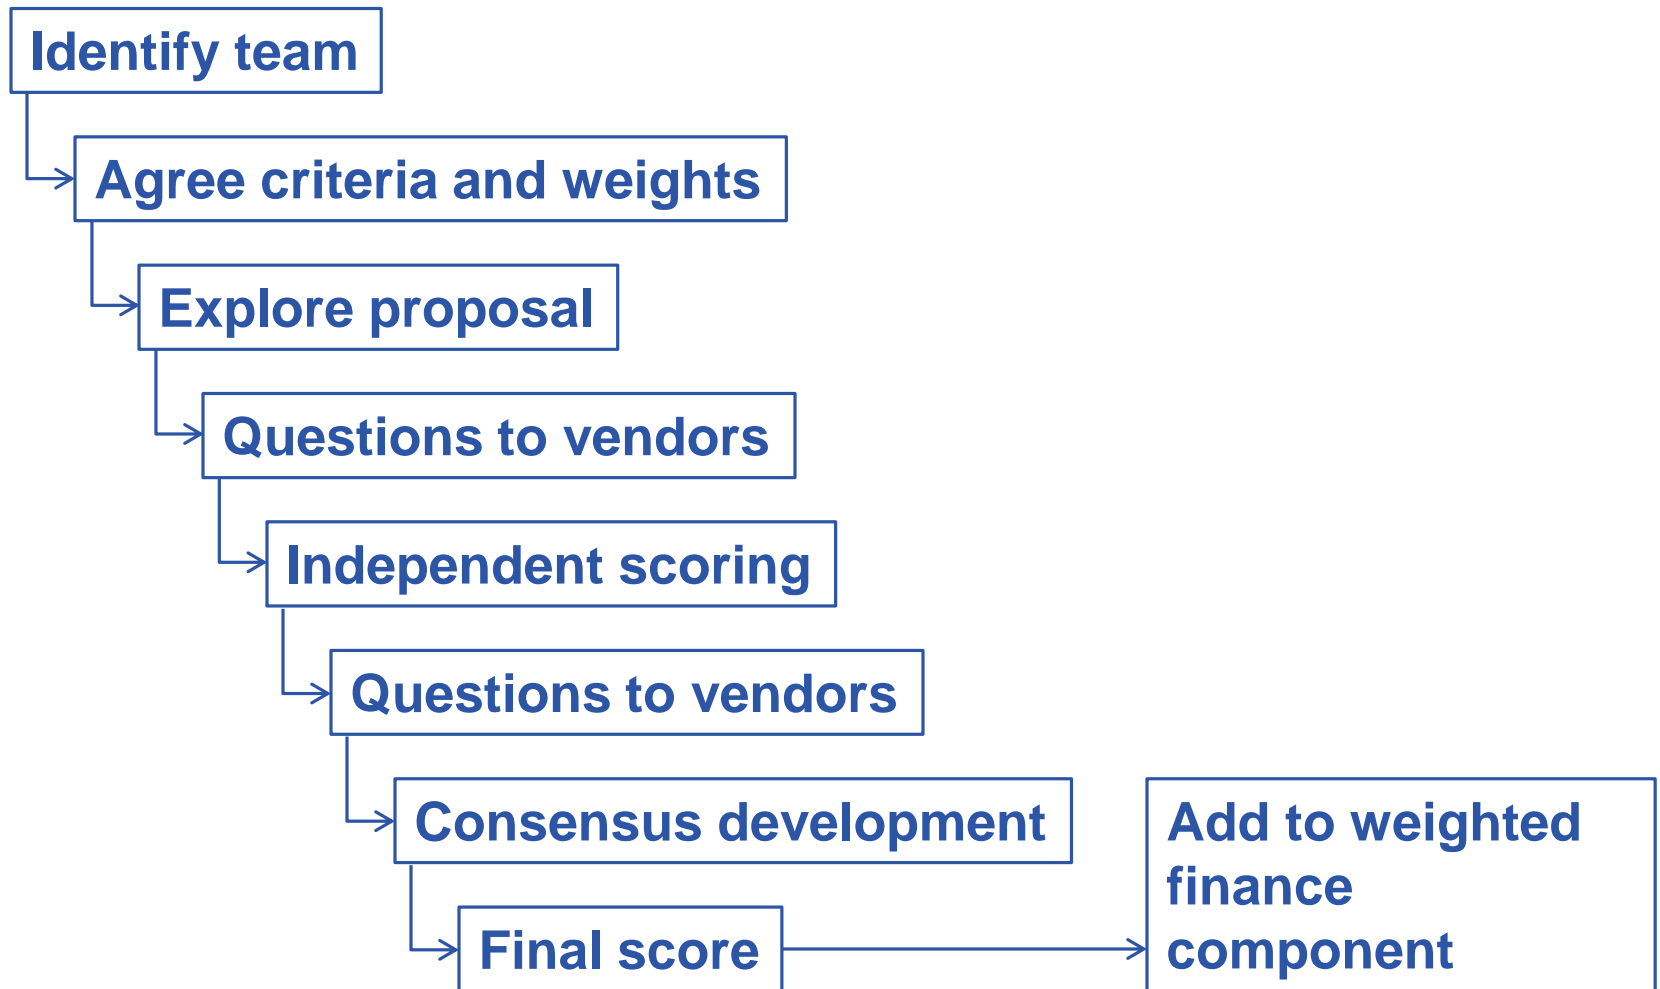 Identify team
Agree criteria and weights
Explore proposal
Questions to vendors
Independent scoring
Questions to vendors
Consensus development
Final score
Add to weighted
finance
component